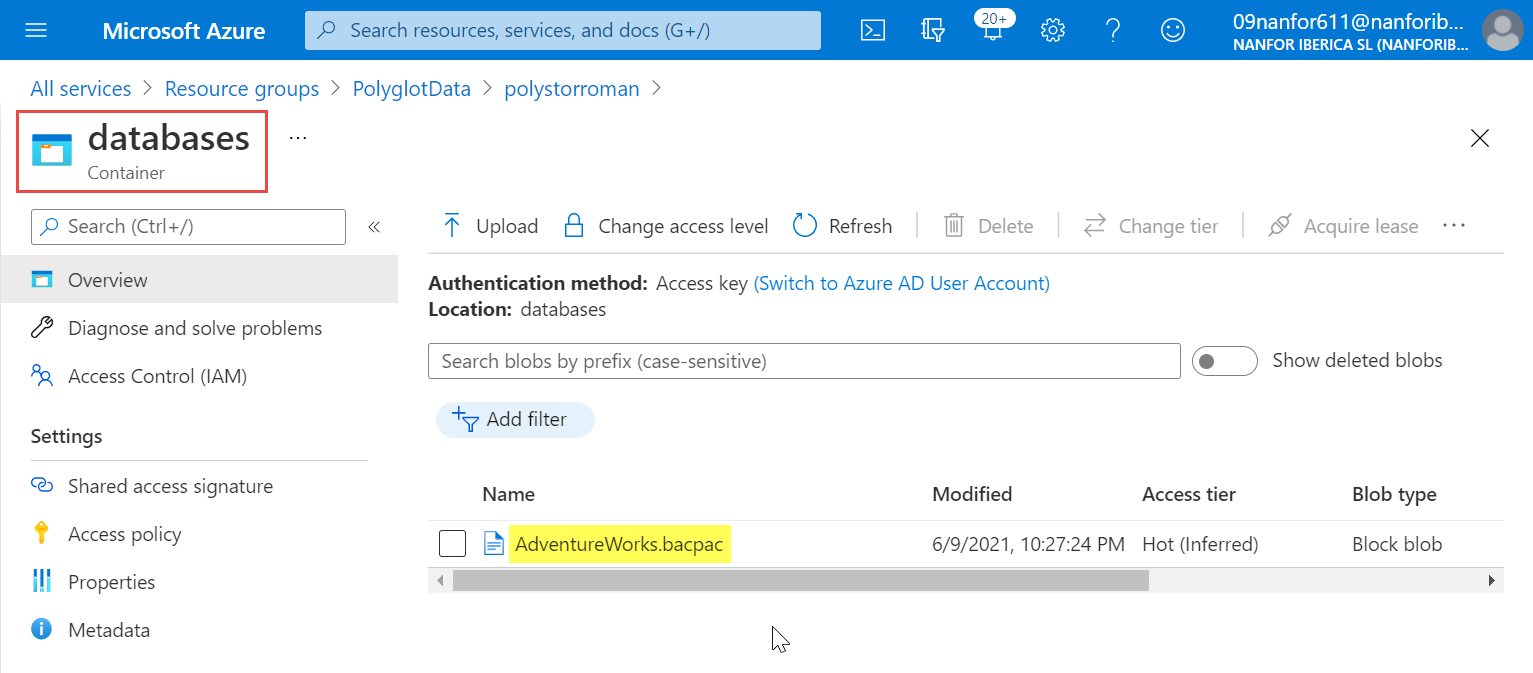 Microsoft Azure
Search resources, services, and docs (G+/)
20+
09nanfor611@nanforib...
NANFOR IBERICA SL (NANFORIB...
All services > Resource groups > PolyglotData > polystorroman >
databases
...
Container
Search (Ctrl+/)
«
Upload
Change access level
Refresh
Delete
Change tier
Acquire lease
...
Overview
Diagnose and solve problems
Access Control (IAM)
Settings
Shared access signature
Access policy
Properties
Metadata
Authentication method: Access key (Switch to Azure AD User Account)
Location: databases
Search blobs by prefix (case-sensitive)
Show deleted blobs
Add filter
Name Modified Access tier Blob type
AdventureWorks.bacpac 6/9/2021, 10:27:24 PM Hot (Inferred) Block blob